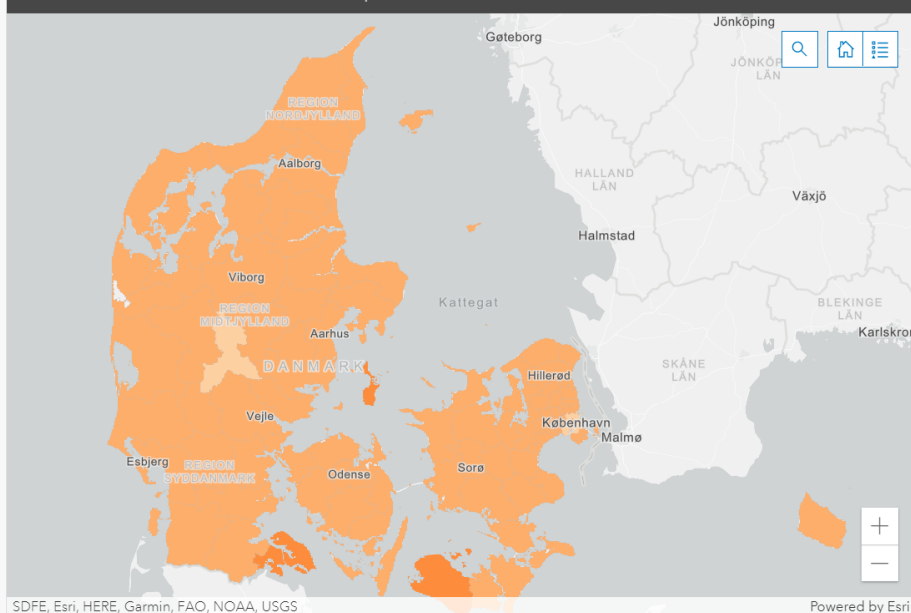 Jönköping
Gøteborg
JÖNKÖP
LÄN
REGION
NORDJYLLAND
Aalborg
HALLAND
LÄN
Växjö
Halmstad
Viborg
Kattegat
BLEKINGE
LÄN
REGION
MIDTJYLLAND
Aarhus
Karlskron
DANMARK
SKÅNE
LÄN
Hillerød
Vejle
København
Malmø
Esbjerg
REGION
SYDDANMARK
Odense
Sorø
+
−
SDFE, Esri, HERE, Garmin, FAO, NOAA, USGS
Powered by Esri